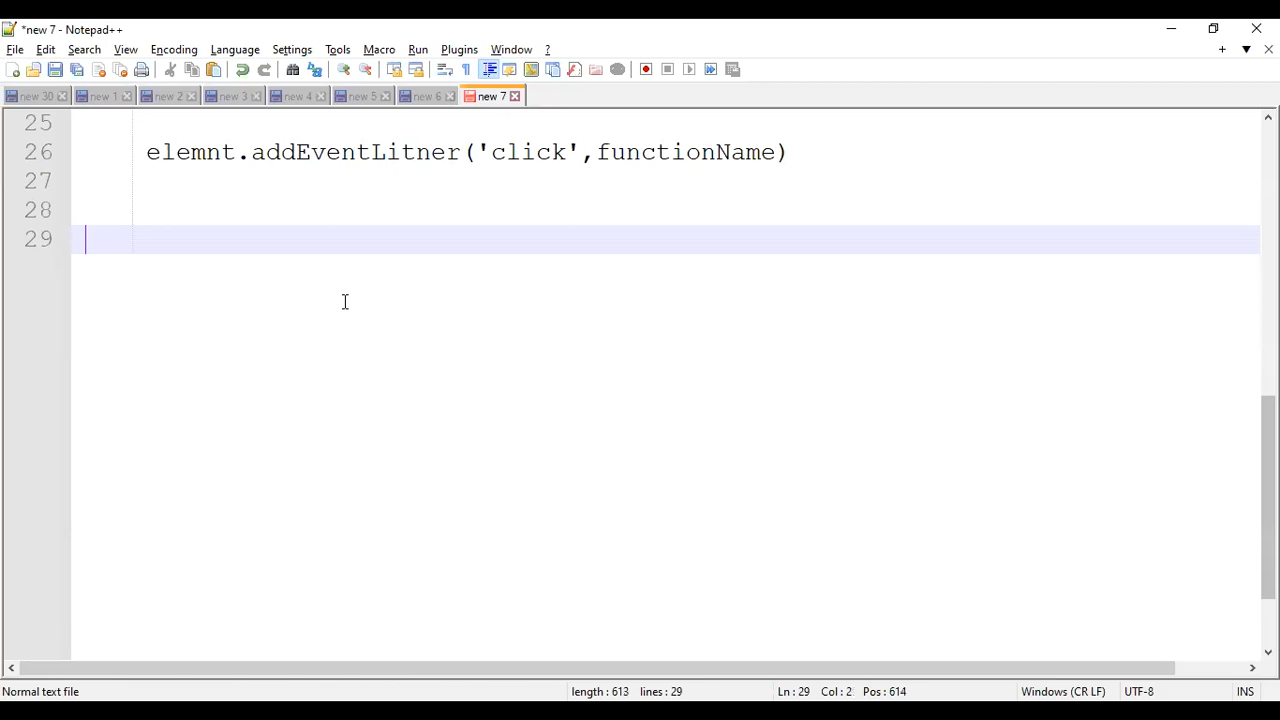 *new 7 - Notepad++
File Edit Search View Encoding Language Settings Tools Macro Run Plugins Window ?
new 30 new 1 new 2 new 3 new 4 new 5 new 6 new 7
25
26 elemnt.addEventLitner('click',functionName)
27
28
29
Normal text file length : 613 lines : 29 Ln : 29 Col : 2 Pos : 614 Windows (CR LF) UTF-8 INS